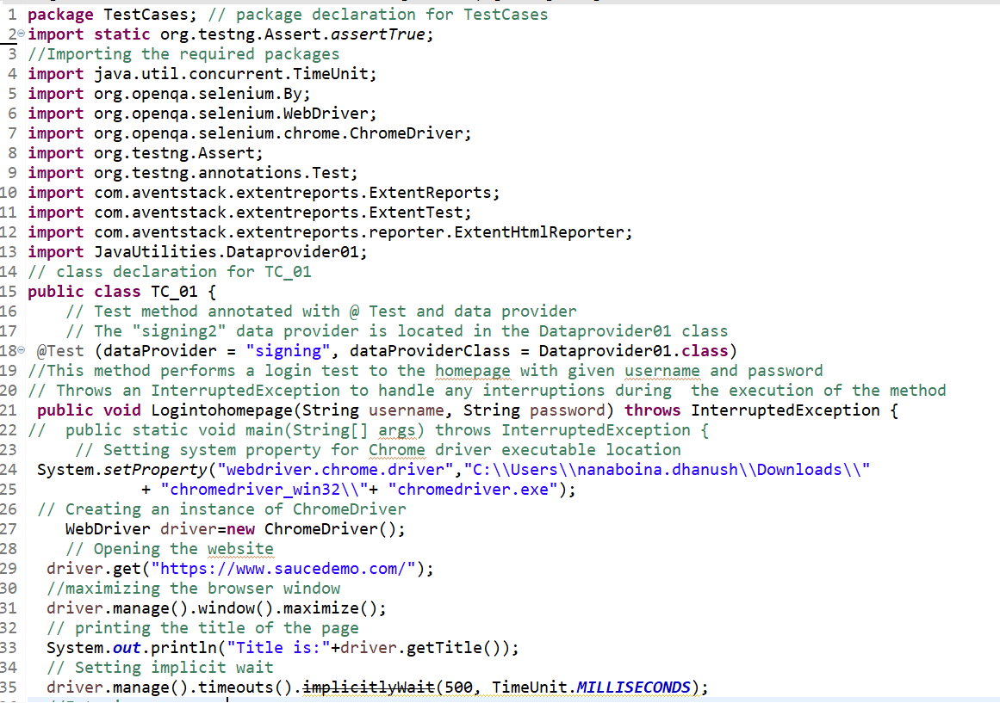 1 package TestCases; // package declaration for TestCases
2 import static org.testng.Assert.assertTrue;
3 //Importing the required packages
4 import java.util.concurrent.TimeUnit;
5 import org.openqa.selenium.By;
6 import org.openqa.selenium.WebDriver;
7 import org.openqa.selenium.chrome.ChromeDriver;
8 import org.testng.Assert;
9 import org.testng.annotations.Test;
10 import com.aventstack.extentreports.ExtentReports;
11 import com.aventstack.extentreports.ExtentTest;
12 import com.aventstack.extentreports.reporter.ExtentHtmlReporter;
13 import JavaUtilities.Dataprovider01;
14 // class declaration for TC_01
15 public class TC_01 {
16     // Test method annotated with @ Test and data provider
17     // The "signing2" data provider is located in the Dataprovider01 class
18  @Test (dataProvider = "signing", dataProviderClass = Dataprovider01.class)
19 //This method performs a login test to the homepage with given username and password
20 // Throws an InterruptedException to handle any interruptions during  the execution of the method
21  public void Logintohomepage(String username, String password) throws InterruptedException {
22 //  public static void main(String[] args) throws InterruptedException {
23      // Setting system property for Chrome driver executable location
24  System.setProperty("webdriver.chrome.driver","C:\\Users\\nanaboina.dhanush\\Downloads\\"
25             + "chromedriver_win32\\"+ "chromedriver.exe");
26  // Creating an instance of ChromeDriver
27     WebDriver driver=new ChromeDriver();
28     // Opening the website
29   driver.get("https://www.saucedemo.com/");
30   //maximizing the browser window
31   driver.manage().window().maximize();
32   // printing the title of the page
33   System.out.println("Title is:"+driver.getTitle());
34   // Setting implicit wait
35   driver.manage().timeouts().implicitlyWait(500, TimeUnit.MILLISECONDS);